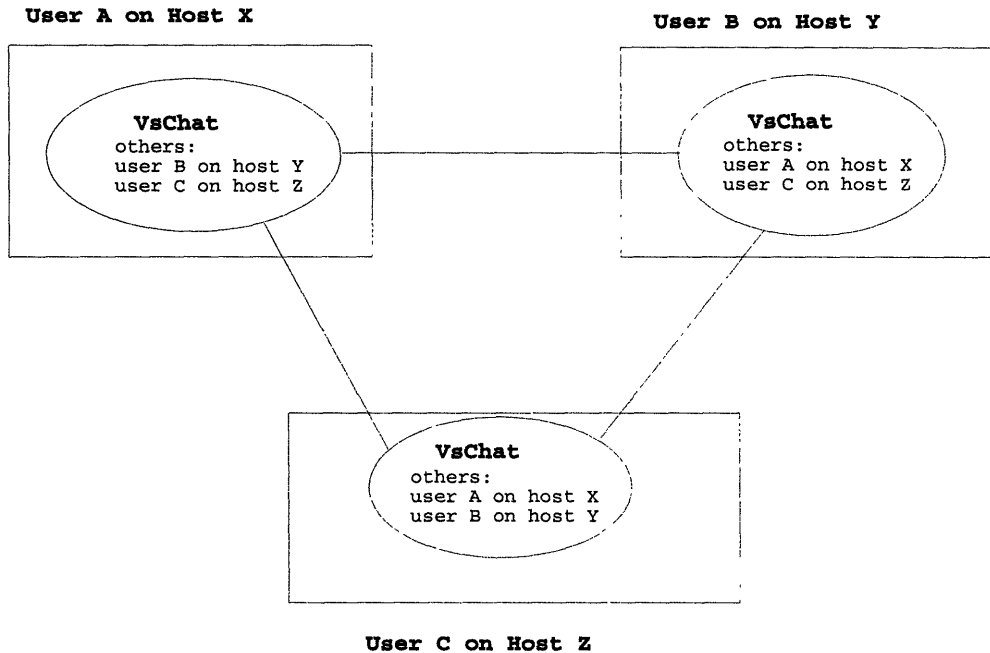 User A on Host X
User B on Host Y
VsChat
others:
user B on host Y
user C on host Z
VsChat
others:
user A on host X
user C on host Z
VsChat
others:
user A on host X
user B on host Y
User C on Host Z